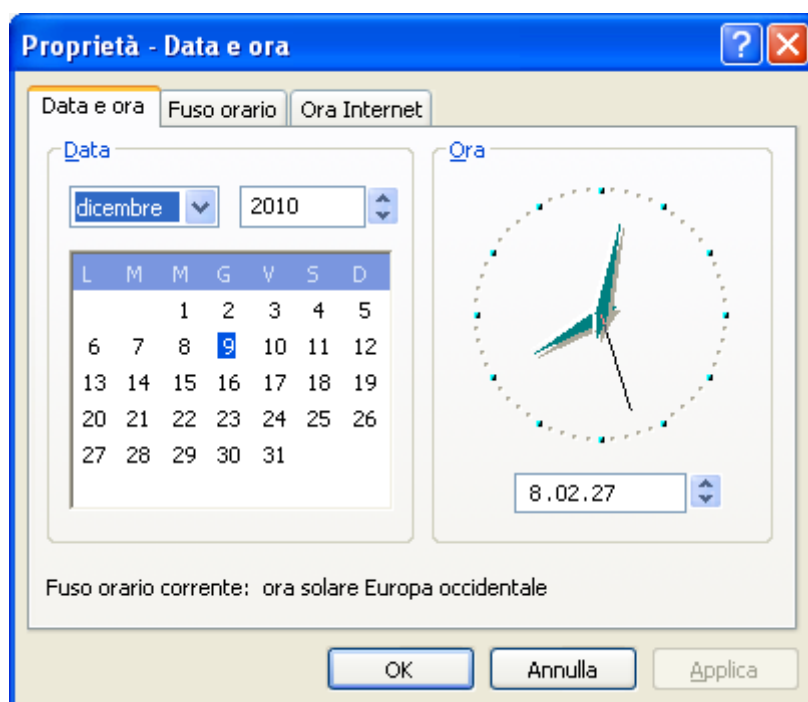 Proprietà - Data e ora
Data e ora Fuso orario Ora Internet
Data
dicembre 2010
L M M G V S D
1 2 3 4 5
6 7 8 9 10 11 12
13 14 15 16 17 18 19
20 21 22 23 24 25 26
27 28 29 30 31
Ora
8.02.27
Fuso orario corrente: ora solare Europa occidentale
OK Annulla Applica